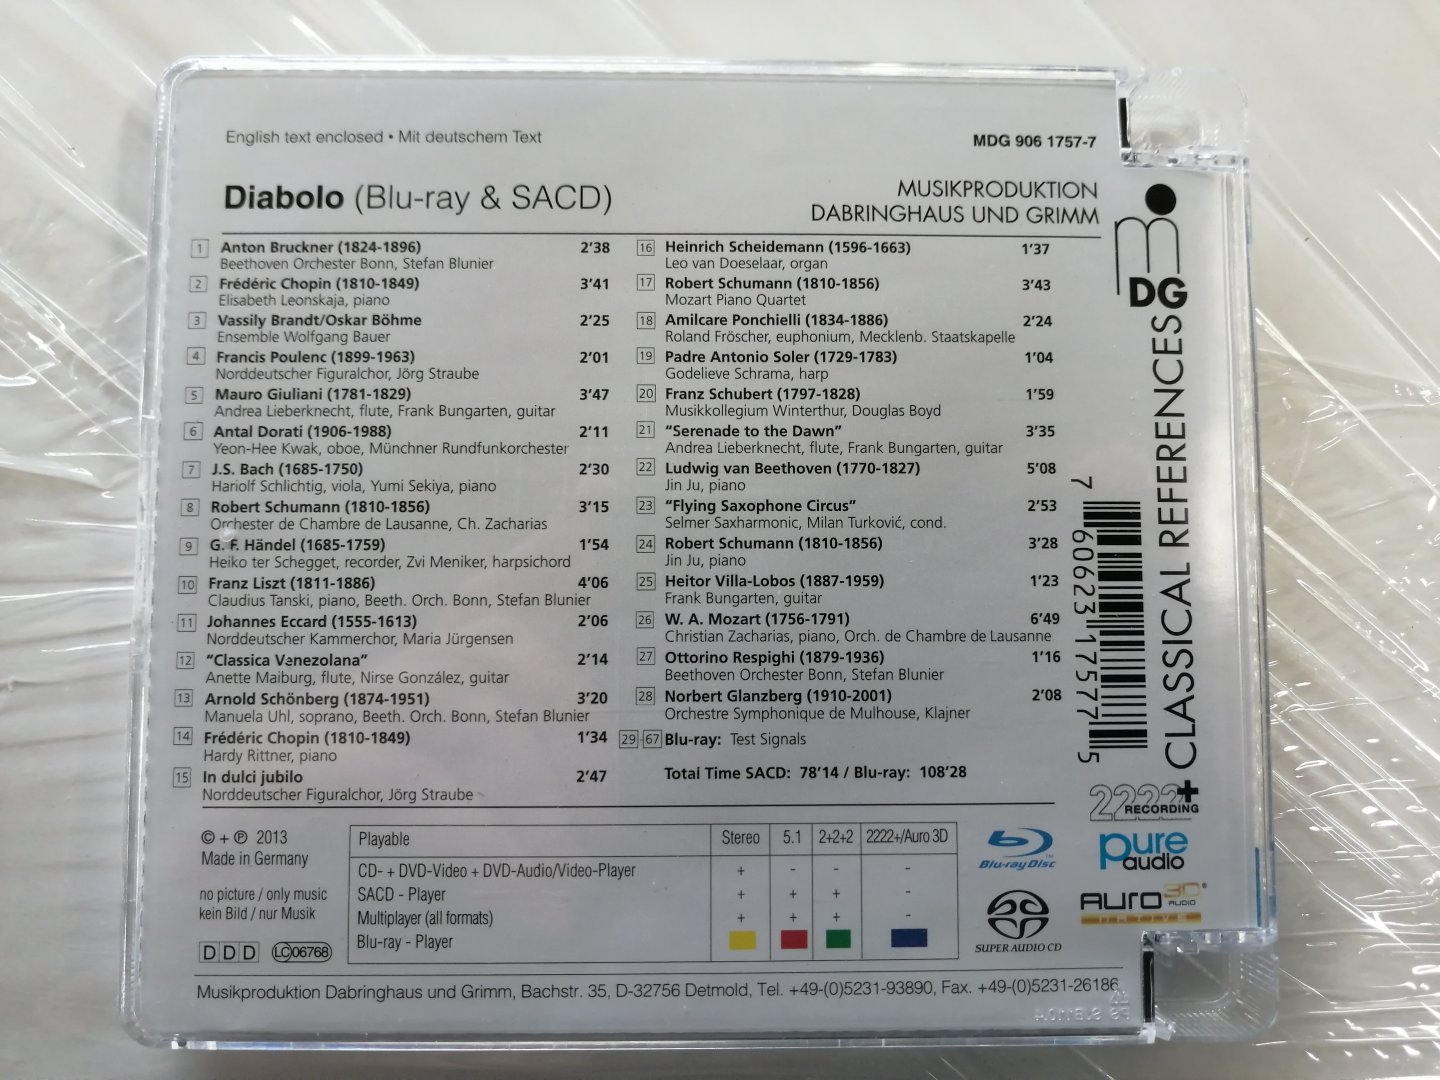 English text enclosed • Mit deutschem Text
MDG 906 1757-7
Diabolo (Blu-ray & SACD)
MUSIKPRODUKTION
DABRINGHAUS UND GRIMM
1 Anton Bruckner (1824-1896) 2’38
Beethoven Orchester Bonn, Stefan Blunier
2 Frédéric Chopin (1810-1849) 3’41
Elisabeth Leonskaja, piano
3 Vassily Brandt/Oskar Böhme 2’25
Ensemble Wolfgang Bauer
4 Francis Poulenc (1899-1963) 2’01
Norddeutscher Figuralchor, Jörg Straube
5 Mauro Giuliani (1781-1829) 3’47
Andrea Lieberknecht, flute, Frank Bungarten, guitar
6 Antal Dorati (1906-1988) 2’11
Yeon-Hee Kwak, oboe, Münchner Rundfunkorchester
7 J.S. Bach (1685-1750) 2’30
Hariolf Schlichtig, viola, Yumi Sekiya, piano
8 Robert Schumann (1810-1856) 3’15
Orchester de Chambre de Lausanne, Ch. Zacharias
9 G. F. Händel (1685-1759) 1’54
Heiko ter Schegget, recorder, Zvi Meniker, harpsichord
10 Franz Liszt (1811-1886) 4’06
Claudius Tanski, piano, Beeth. Orch. Bonn, Stefan Blunier
11 Johannes Eccard (1555-1613) 2’06
Norddeutscher Kammerchor, Maria Jürgensen
12 “Classica Venezolana” 2’14
Anette Maiburg, flute, Nirse González, guitar
13 Arnold Schönberg (1874-1951) 3’20
Manuela Uhl, soprano, Beeth. Orch. Bonn, Stefan Blunier
14 Frédéric Chopin (1810-1849) 1’34
Hardy Rittner, piano
15 In dulci jubilo 2’47
Norddeutscher Figuralchor, Jörg Straube
16 Heinrich Scheidemann (1596-1663) 1’37
Leo van Doeselaar, organ
17 Robert Schumann (1810-1856) 3’43
Mozart Piano Quartet
18 Amilcare Ponchielli (1834-1886) 2’24
Roland Fröscher, euphonium, Mecklenb. Staatskapelle
19 Padre Antonio Soler (1729-1783) 1’04
Godelieve Schrama, harp
20 Franz Schubert (1797-1828) 1’59
Musikkollegium Winterthur, Douglas Boyd
21 “Serenade to the Dawn” 3’35
Andrea Lieberknecht, flute, Frank Bungarten, guitar
22 Ludwig van Beethoven (1770-1827) 5’08
Jin Ju, piano
23 “Flying Saxophone Circus” 2’53
Selmer Saxharmonic, Milan Turković, cond.
24 Robert Schumann (1810-1856) 3’28
Jin Ju, piano
25 Heitor Villa-Lobos (1887-1959) 1’23
Frank Bungarten, guitar
26 W. A. Mozart (1756-1791) 6’49
Christian Zacharias, piano, Orch. de Chambre de Lausanne
27 Ottorino Respighi (1879-1936) 1’16
Beethoven Orchester Bonn, Stefan Blunier
28 Norbert Glanzberg (1910-2001) 2’08
Orchestre Symphonique de Mulhouse, Klajner
29-67 Blu-ray: Test Signals
Total Time SACD: 78’14 / Blu-ray: 108’28
mDG
CLASSICAL REFERENCES
7 60623 17577 5
2222+
RECORDING
© + ℗ 2013
Made in Germany
no picture / only music
kein Bild / nur Musik
DDD LC 06768
Playable Stereo 5.1 2+2+2 2222+/Auro 3D
CD- + DVD-Video + DVD-Audio/Video-Player + - - -
SACD - Player + + + -
Multiplayer (all formats) + + + -
Blu-ray - Player
Blu-ray Disc™
SUPER AUDIO CD
pure
audio
AURO 3D®
AUDIO
Musikproduktion Dabringhaus und Grimm, Bachstr. 35, D-32756 Detmold, Tel. +49-(0)5231-93890, Fax. +49-(0)5231-26186